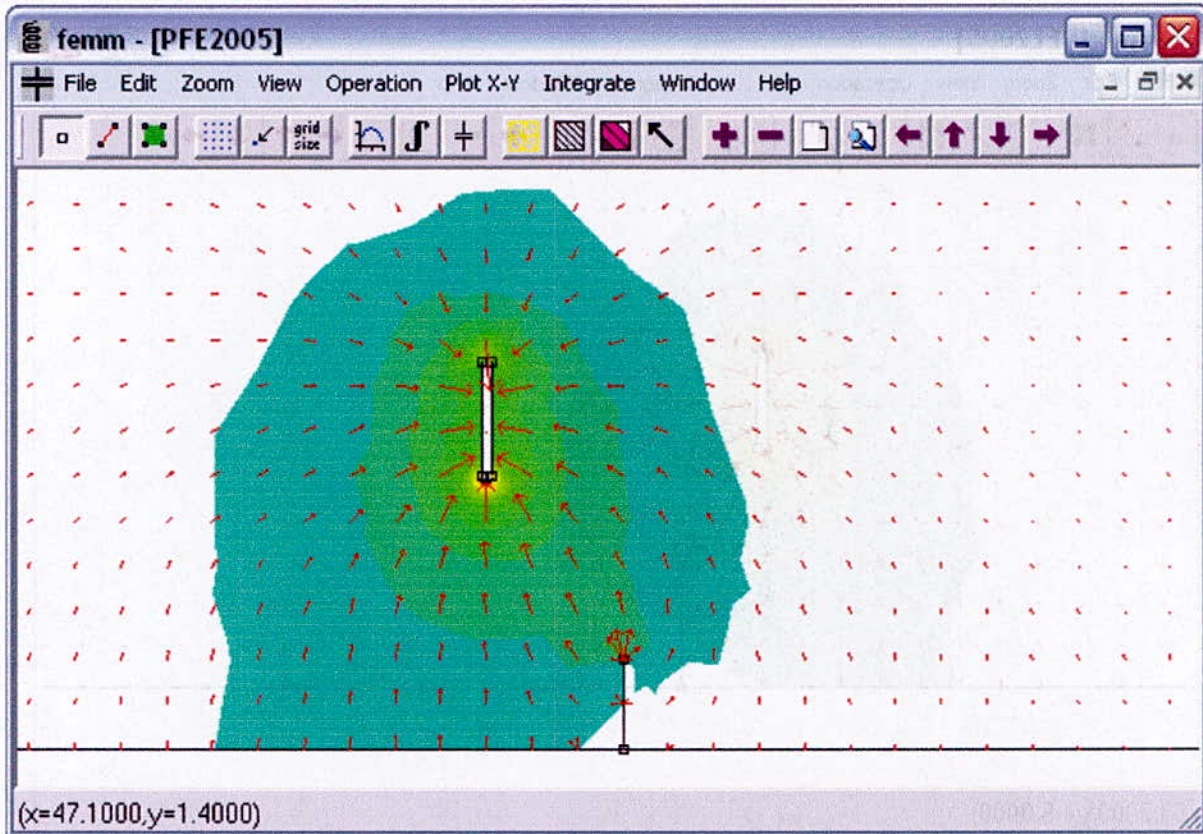 femm - [PFE2005]
File Edit Zoom View Operation Plot X-Y Integrate Window Help
grid size
(x=47.1000,y=1.4000)